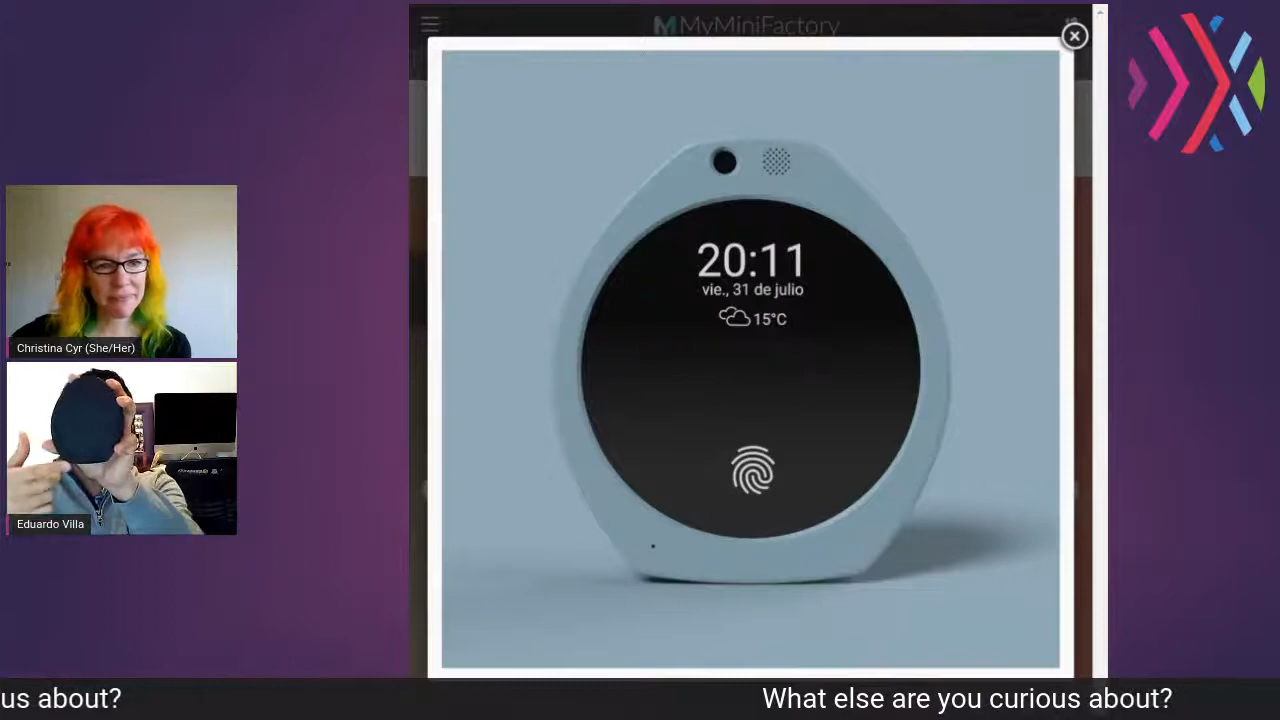 MyMiniFactory
20:11
vie., 31 de julio
15°C
Christina Cyr (She/Her)
Eduardo Villa
us about?
What else are you curious about?